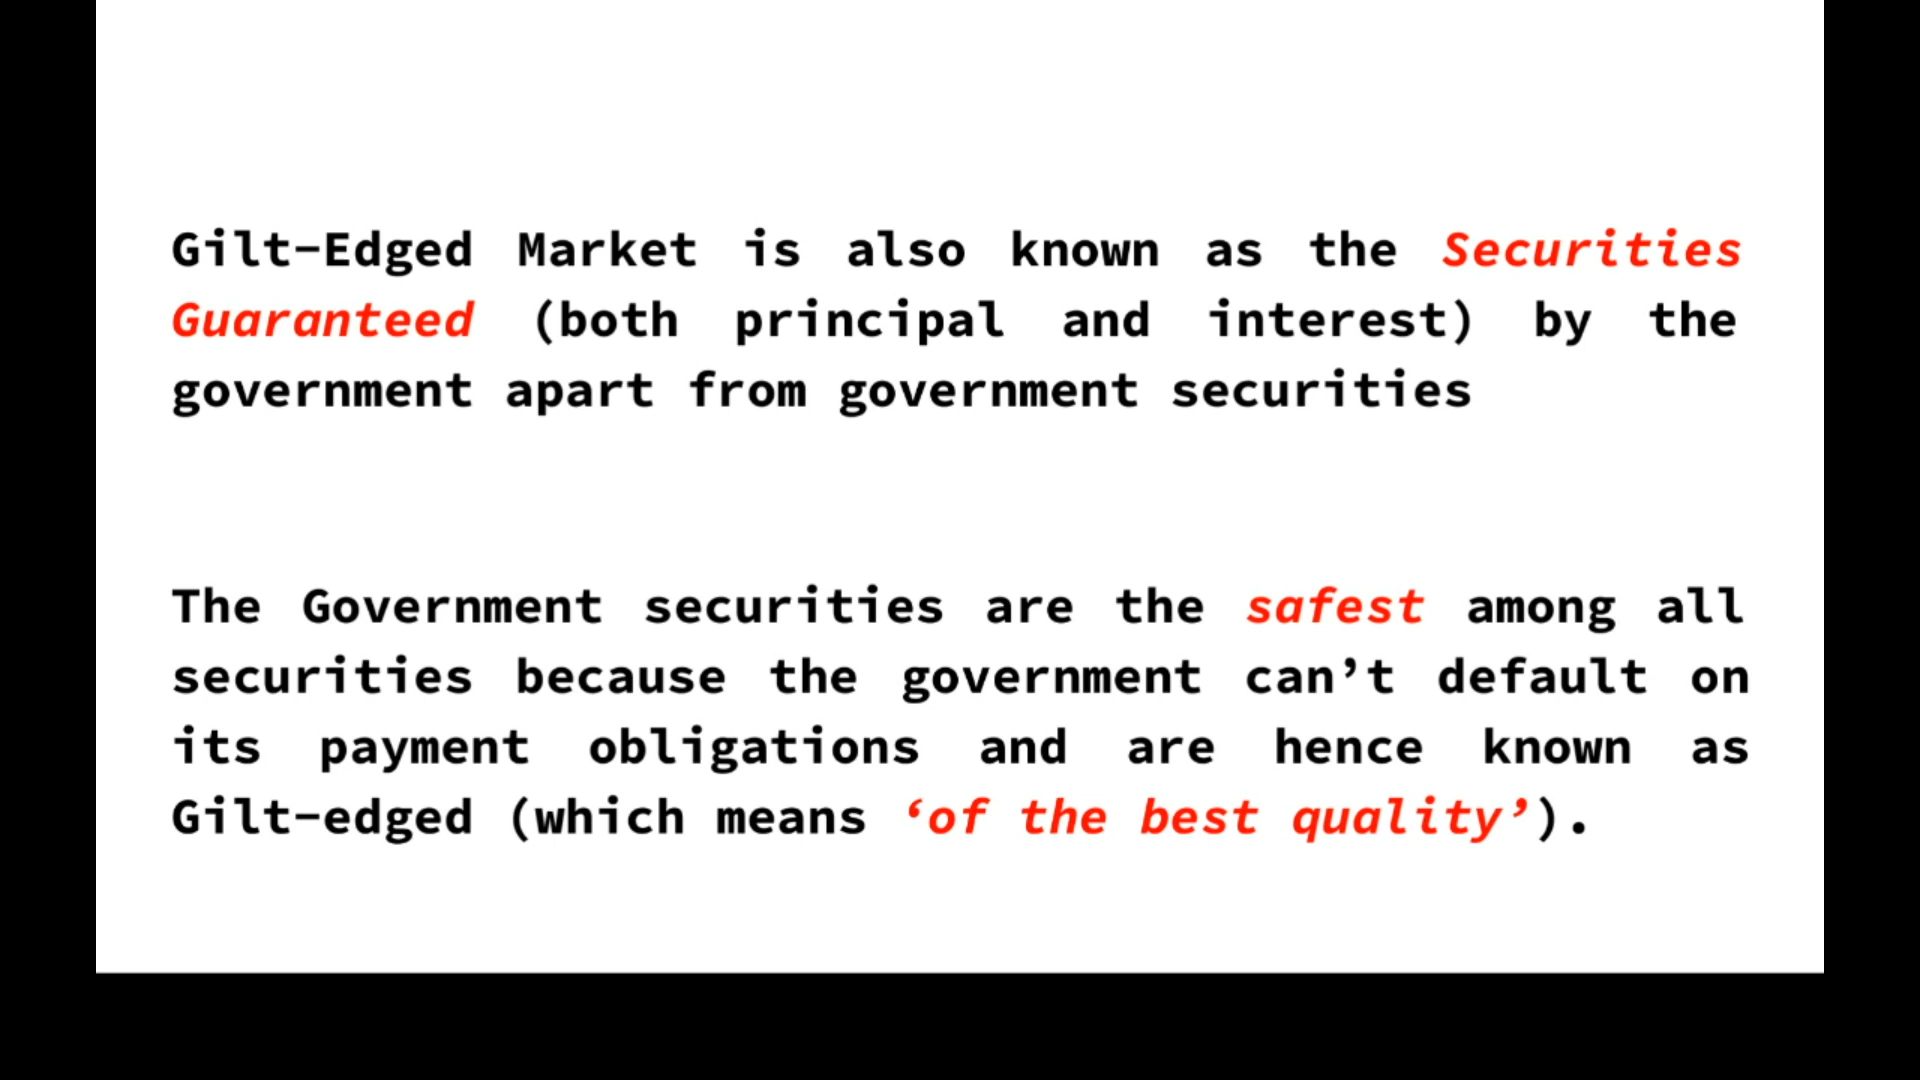 Gilt-Edged Market is also known as the Securities
Guaranteed (both principal and interest) by the
government apart from government securities
The Government securities are the safest among all
securities because the government can’t default on
its payment obligations and are hence known as
Gilt-edged (which means ‘of the best quality’).